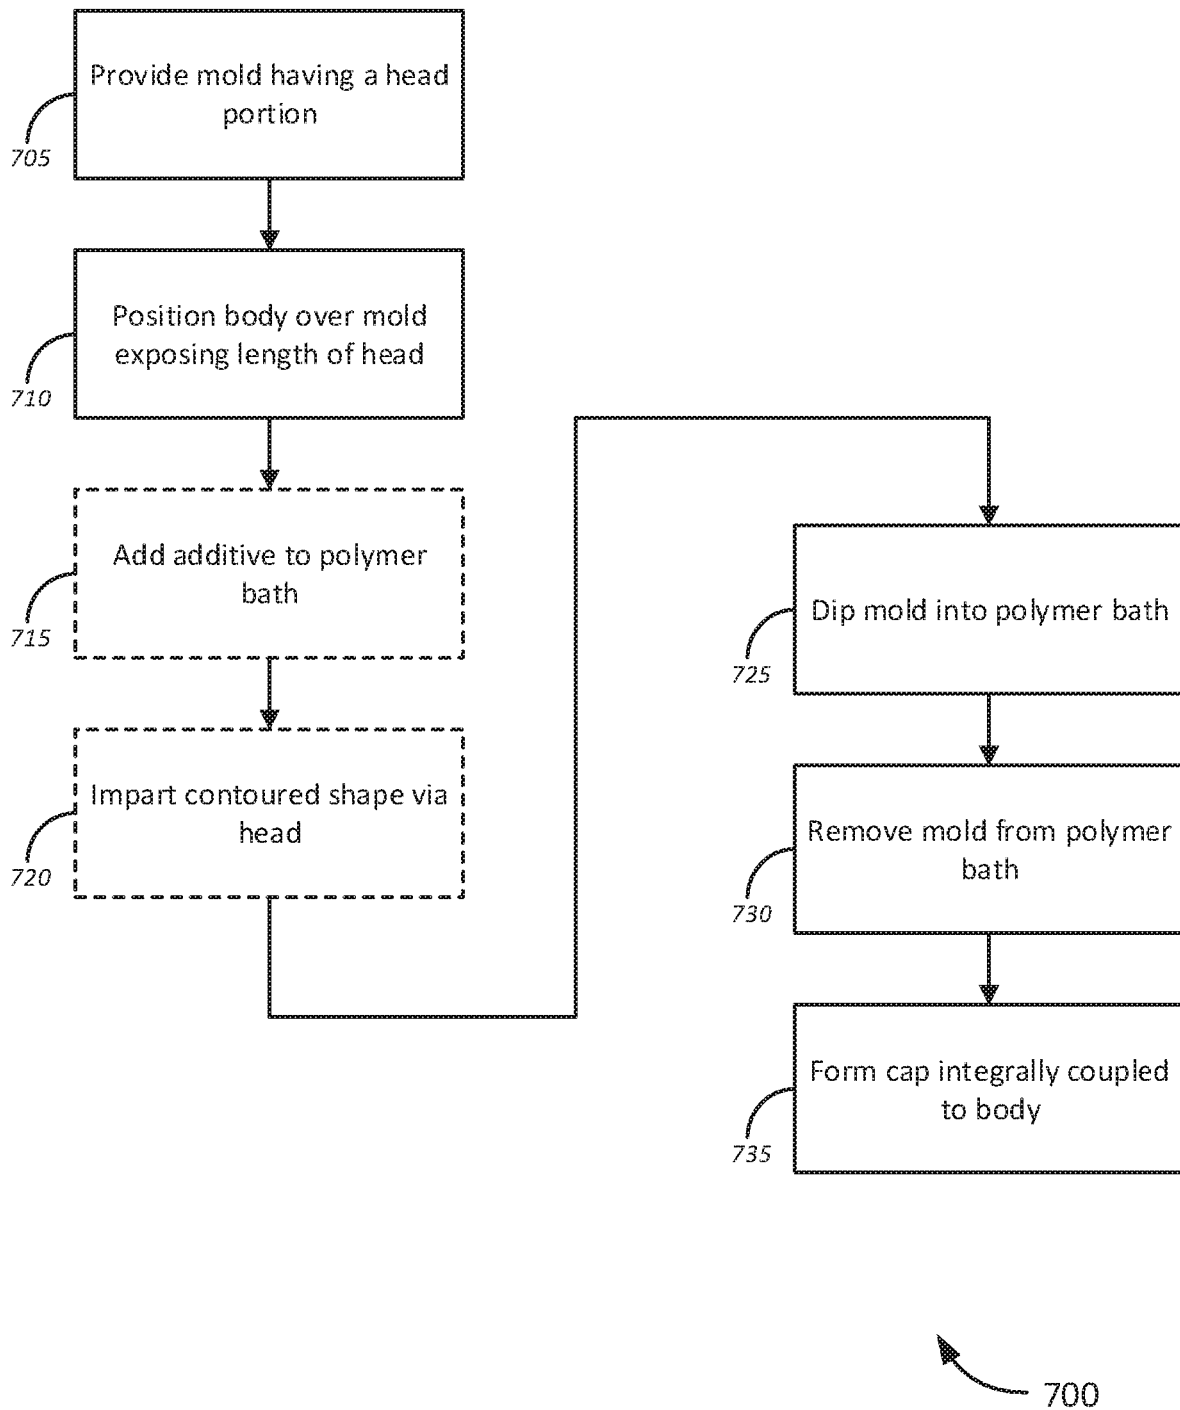 Provide mold having a head
portion
705
Position body over mold
exposing length of head
710
Add additive to polymer
bath
715
Impart contoured shape via
head
720
Dip mold into polymer bath
725
Remove mold from polymer
bath
730
Form cap integrally coupled
to body
735
700